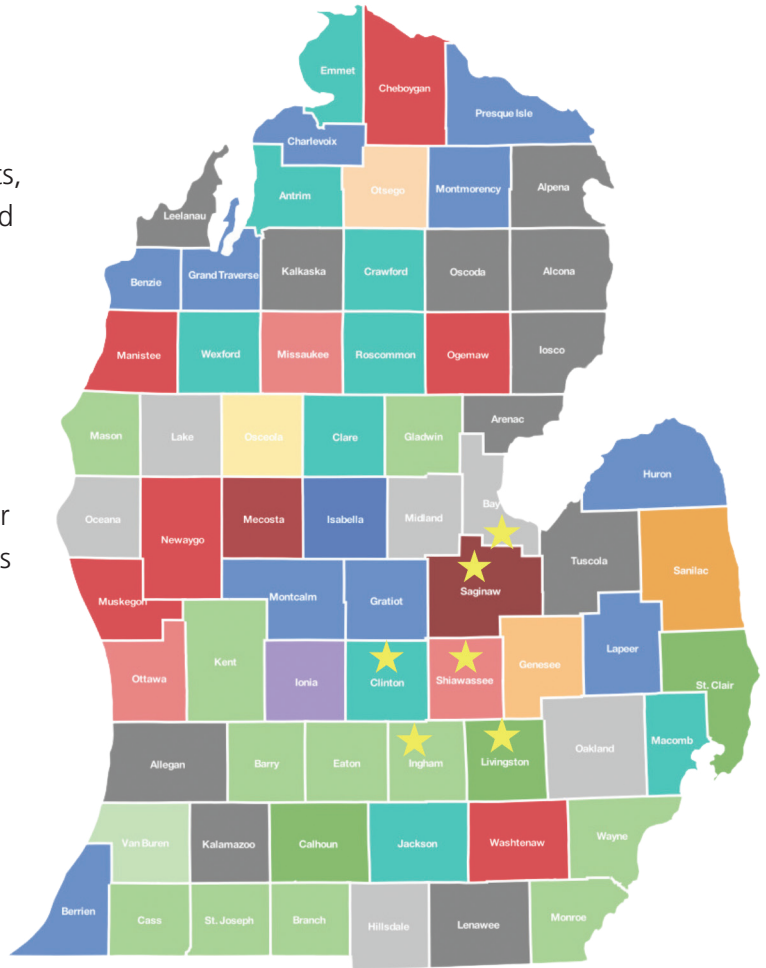 Emmet
Cheboygan
Presque Isle
Charlevoix
ts,
Antrim
Otsego
Montmorency
Alpena
Leelanau
d
Benzie
Grand Traverse
Kalkaska
Crawford
Oscoda
Alcona
Manistee
Wexford
Missaukee
Roscommon
Ogemaw
Iosco
Mason
Lake
Osceola
Clare
Gladwin
Arenac
Huron
Oceana
Newaygo
Mecosta
Isabella
Midland
Bay
r
s
Tuscola
Sanilac
Muskegon
Montcalm
Gratiot
Saginaw
Ottawa
Kent
Ionia
Clinton
Shiawassee
Genesee
Lapeer
St. Clair
Allegan
Barry
Eaton
Ingham
Livingston
Oakland
Macomb
Van Buren
Kalamazoo
Calhoun
Jackson
Washtenaw
Wayne
Berrien
Cass
St. Joseph
Branch
Hillsdale
Lenawee
Monroe